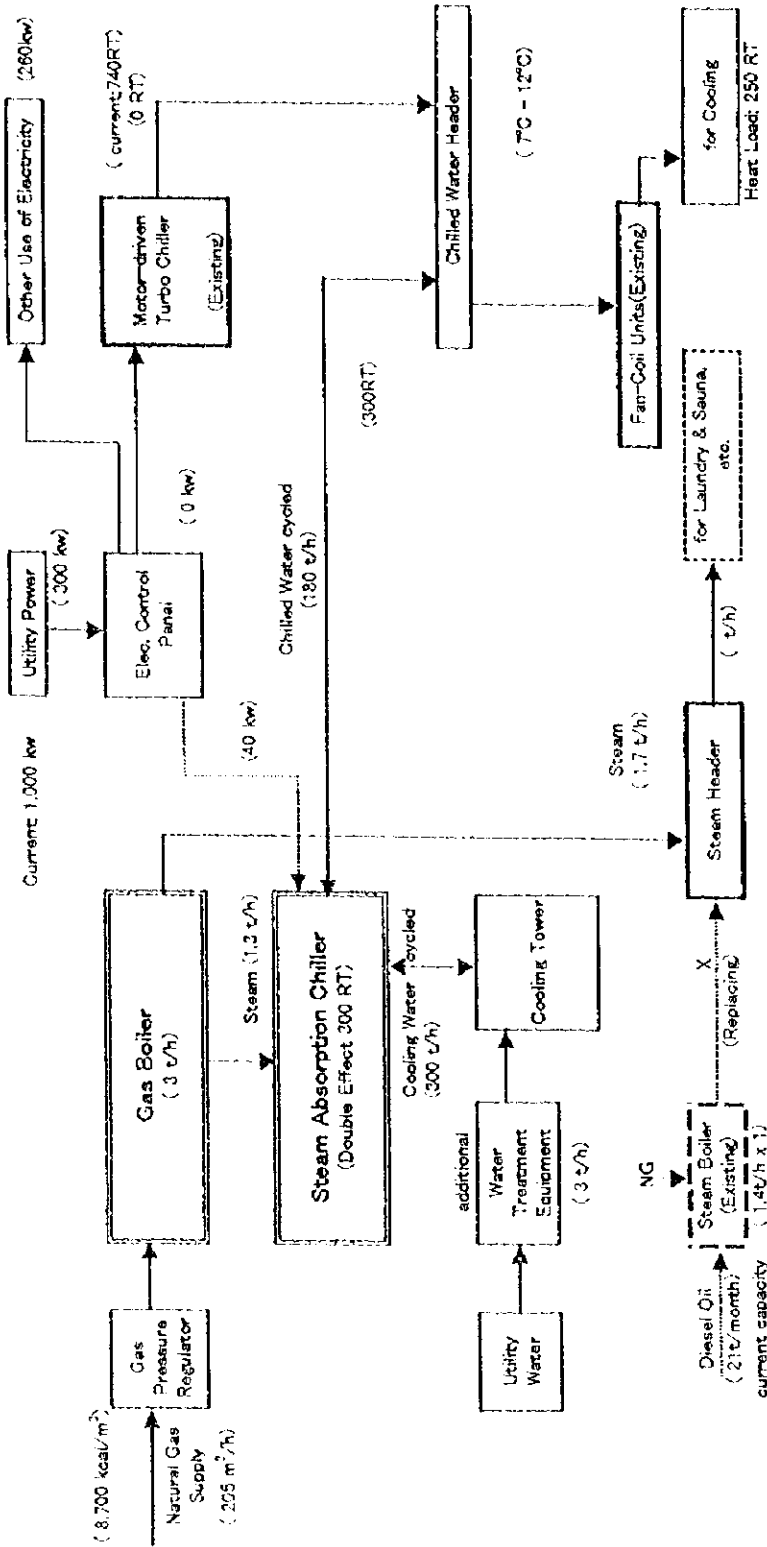 ( 8,700 kcal/m³)
Natural Gas
Supply
( 205 m³/h)
Gas
Pressure
Regulator
Gas Boiler
( 3 t/h)
Steam (1.3 t/h)
Steam Absorption Chiller
(Double Effect 300 RT)
Cooling Water cycled
(300 t/h)
Cooling Tower
additional
Water
Treatment
Equipment
( 3 t/h)
Utility
Water
Current 1,000 kw
Utility Power
( 300 kw)
Elec. Control
Panal
(40 kw)
( 0 kw)
Other Use of Electricity
(260kw)
Motor-driven
Turbo Chiller
(Existing)
( current:740RT)
(0 RT)
Chilled Water cycled
(180 t/h)
(300RT)
Chilled Water Header
( 7°C - 12°C)
Fan-Coil Units(Existing)
for Cooling
Heat Load: 250 RT
NG
Diesel Oil
( 21t/month)
current capacity
Steam Boiler
(Existing)
( 1.4t/h x 1)
X
(Replacing)
Steam
( 1.7 t/h)
Steam Header
( t/h)
for Laundry & Sauna,
etc.